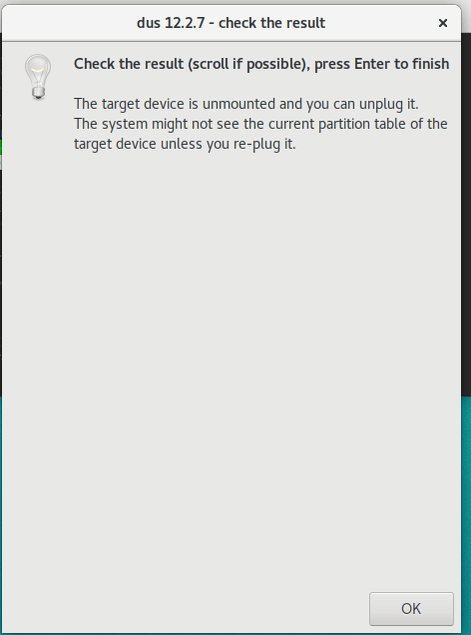 dus 12.2.7 - check the result
Check the result (scroll if possible), press Enter to finish
The target device is unmounted and you can unplug it.
The system might not see the current partition table of the
target device unless you re-plug it.
OK